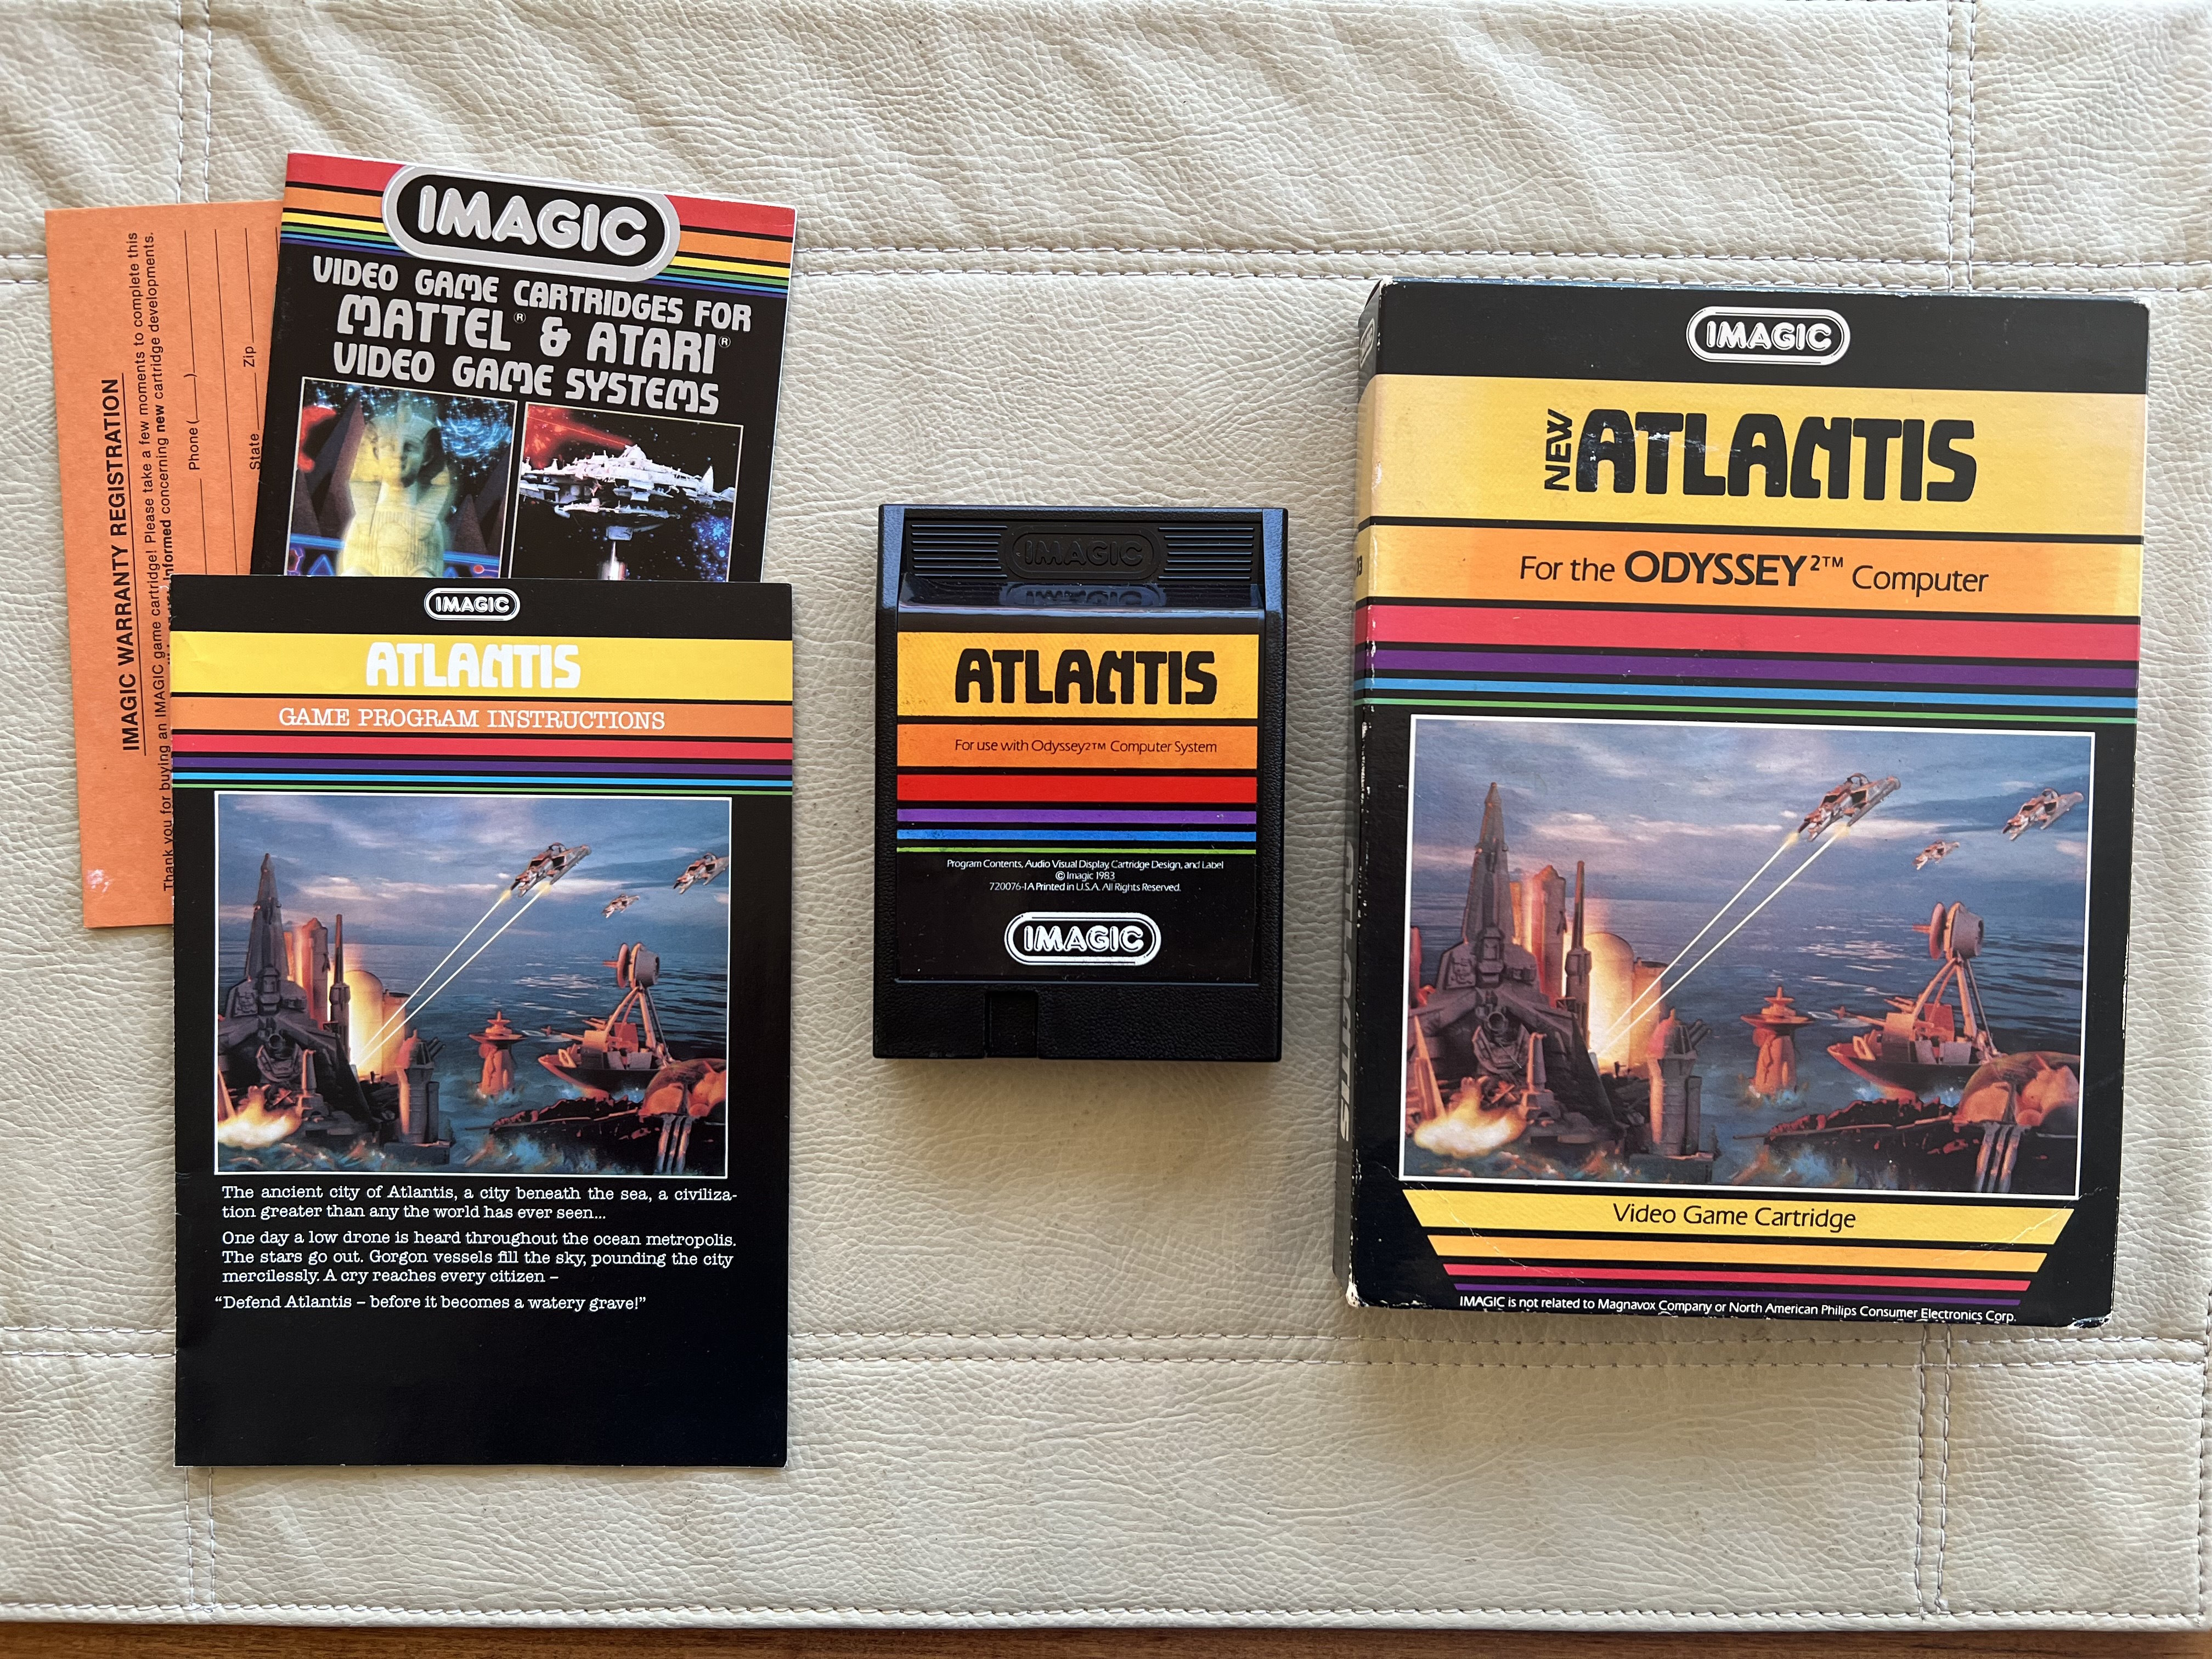 IMAGIC WARRANTY REGISTRATION
Thank you for buying an IMAGIC game cartridge! Please take a few moments to complete this
informed concerning new cartridge developments.
Phone ( )
State Zip
IMAGIC
VIDEO GAME CARTRIDGES FOR
MATTEL® & ATARI®
VIDEO GAME SYSTEMS
IMAGIC
ATLANTIS
GAME PROGRAM INSTRUCTIONS
The ancient city of Atlantis, a city beneath the sea, a civiliza-
tion greater than any the world has ever seen...
One day a low drone is heard throughout the ocean metropolis.
The stars go out. Gorgon vessels fill the sky, pounding the city
mercilessly. A cry reaches every citizen –
“Defend Atlantis – before it becomes a watery grave!”
IMAGIC
ATLANTIS
For use with Odyssey2™ Computer System
Program Contents, Audio Visual Display, Cartridge Design, and Label
© Imagic 1983
720076-1A Printed in U.S.A. All Rights Reserved.
IMAGIC
IMAGIC
NEW ATLANTIS
For the ODYSSEY2™ Computer
Video Game Cartridge
IMAGIC is not related to Magnavox Company or North American Philips Consumer Electronics Corp.
ATLANTIS